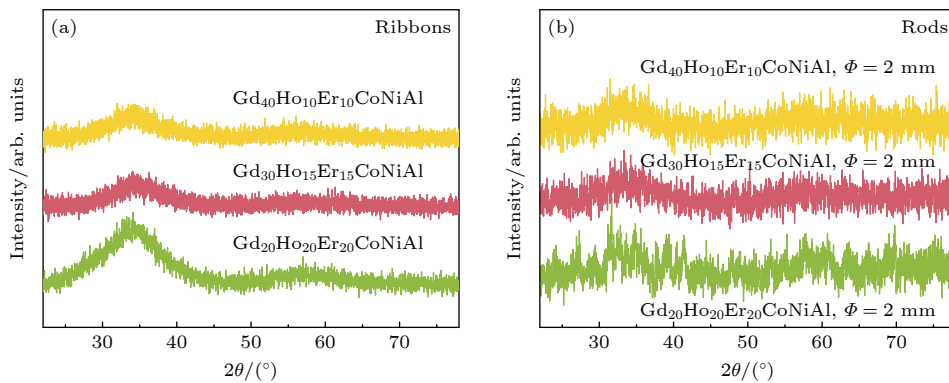 (a) Ribbons
Intensity/arb. units
Gd₄₀Ho₁₀Er₁₀CoNiAl
Gd₃₀Ho₁₅Er₁₅CoNiAl
Gd₂₀Ho₂₀Er₂₀CoNiAl
30 40 50 60 70
2θ/(°)
(b) Rods
Intensity/arb. units
Gd₄₀Ho₁₀Er₁₀CoNiAl, Φ = 2 mm
Gd₃₀Ho₁₅Er₁₅CoNiAl, Φ = 2 mm
Gd₂₀Ho₂₀Er₂₀CoNiAl, Φ = 2 mm
30 40 50 60 70
2θ/(°)